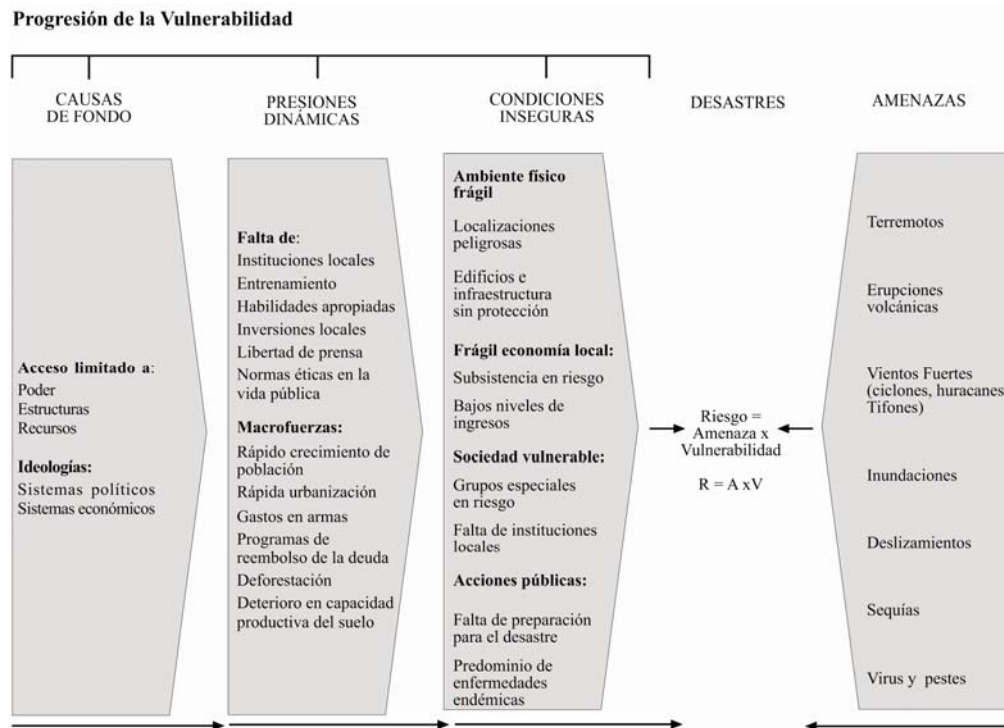 Progresión de la Vulnerabilidad
CAUSAS
DE FONDO
PRESIONES
DINÁMICAS
CONDICIONES
INSEGURAS
DESASTRES
AMENAZAS
Acceso limitado a:
Poder
Estructuras
Recursos
Ideologías:
Sistemas políticos
Sistemas económicos
Falta de:
Instituciones locales
Entrenamiento
Habilidades apropiadas
Inversiones locales
Libertad de prensa
Normas éticas en la
vida pública
Macrofuerzas:
Rápido crecimiento de
población
Rápida urbanización
Gastos en armas
Programas de
reembolso de la deuda
Deforestación
Deterioro en capacidad
productiva del suelo
Ambiente físico
frágil
Localizaciones
peligrosas
Edificios e
infraestructura
sin protección
Frágil economía local:
Subsistencia en riesgo
Bajos niveles de
ingresos
Sociedad vulnerable:
Grupos especiales
en riesgo
Falta de instituciones
locales
Acciones públicas:
Falta de preparación
para el desastre
Predominio de
enfermedades
endémicas
Riesgo =
Amenaza x
Vulnerabilidad
R = A xV
Terremotos
Erupciones
volcánicas
Vientos Fuertes
(ciclones, huracanes
Tifones)
Inundaciones
Deslizamientos
Sequías
Virus y pestes